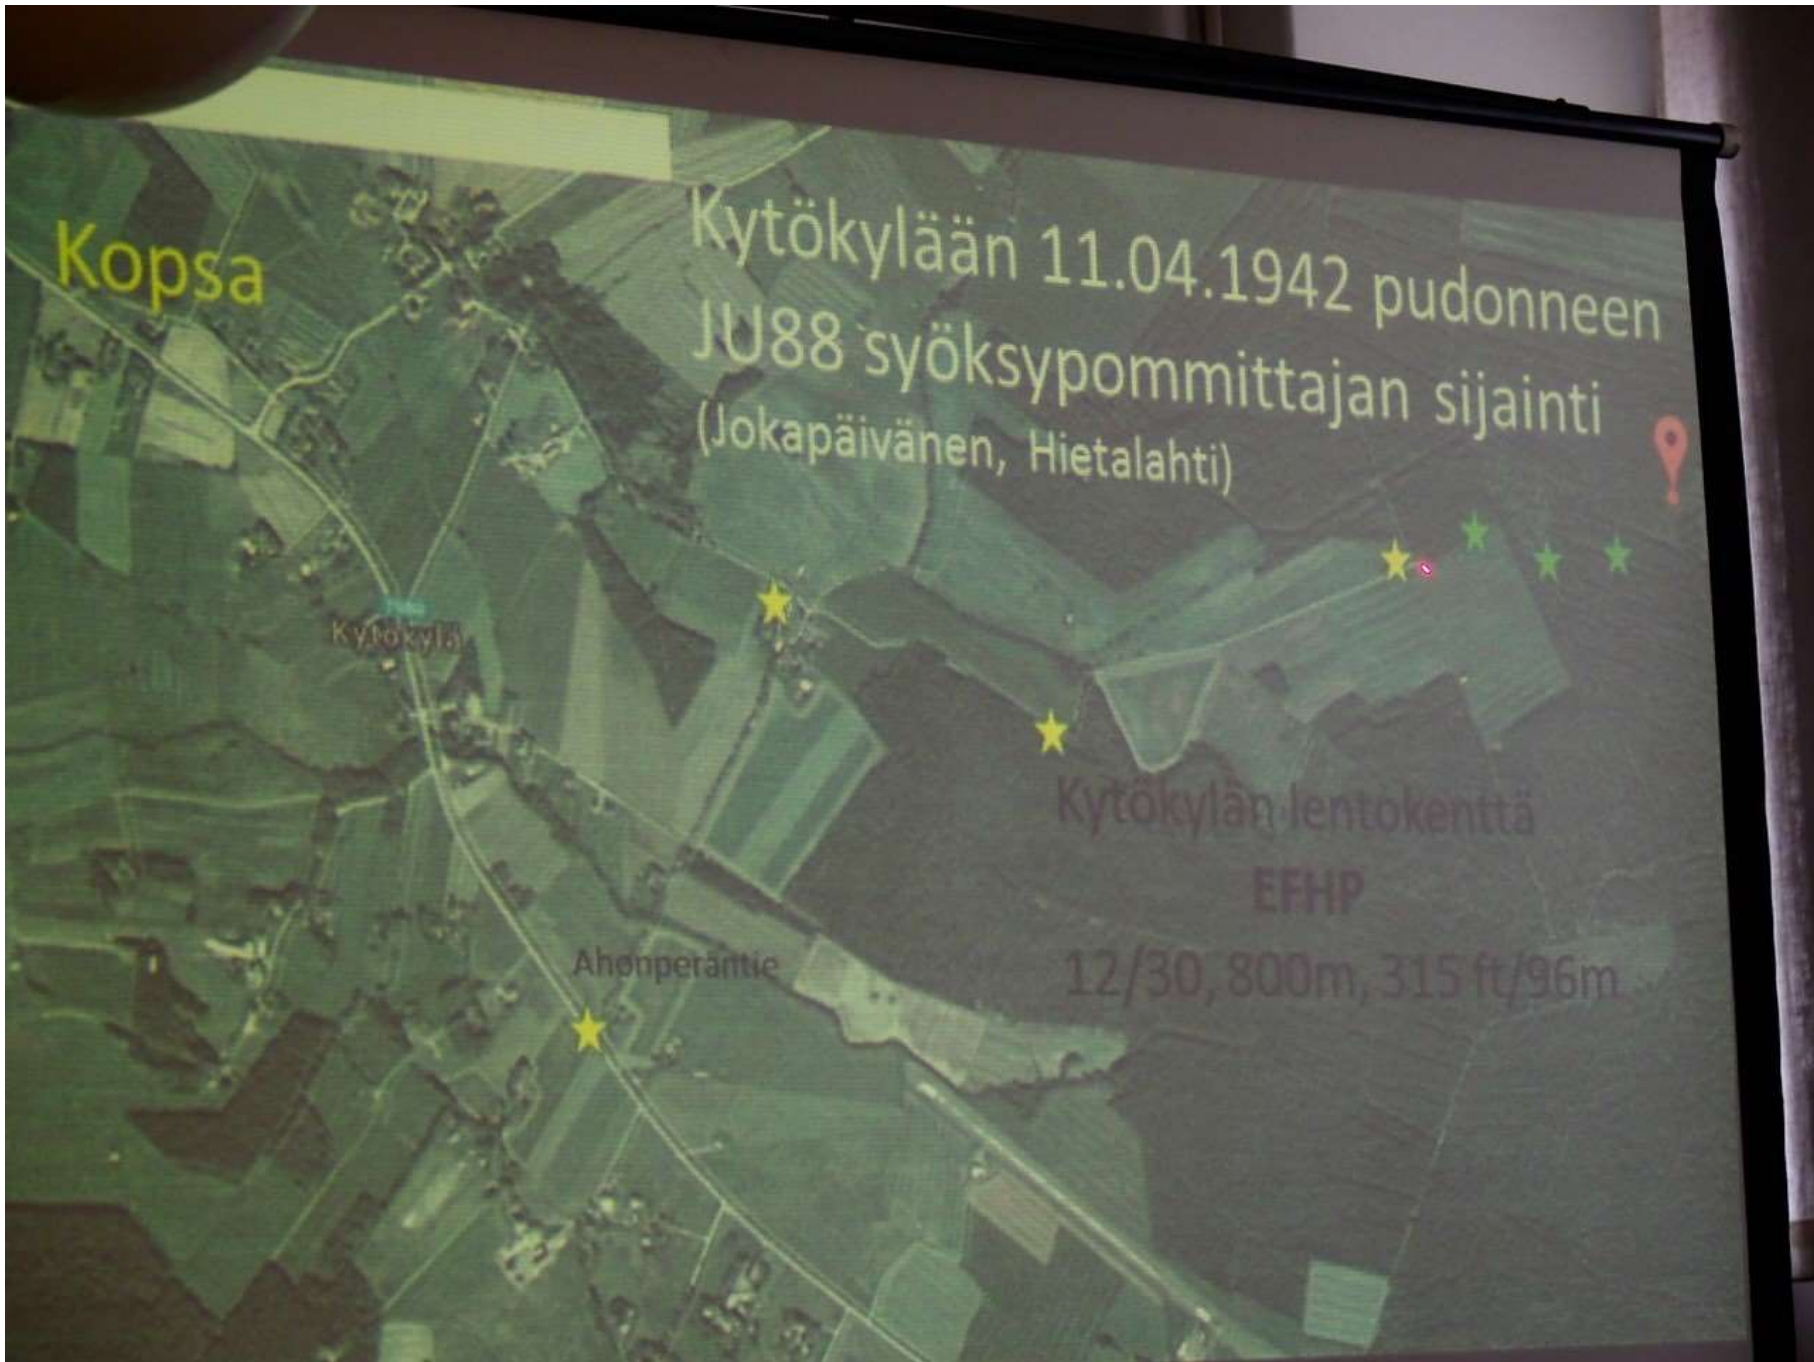 Kopsa
Kytökylään 11.04.1942 pudonneen
JU88 syöksypommittajan sijainti
(Jokapäivänen, Hietalahti)
Kytökylä
Kytökylän lentokenttä
EFHP
12/30, 800m, 315 ft/96m
Ahonperäntie